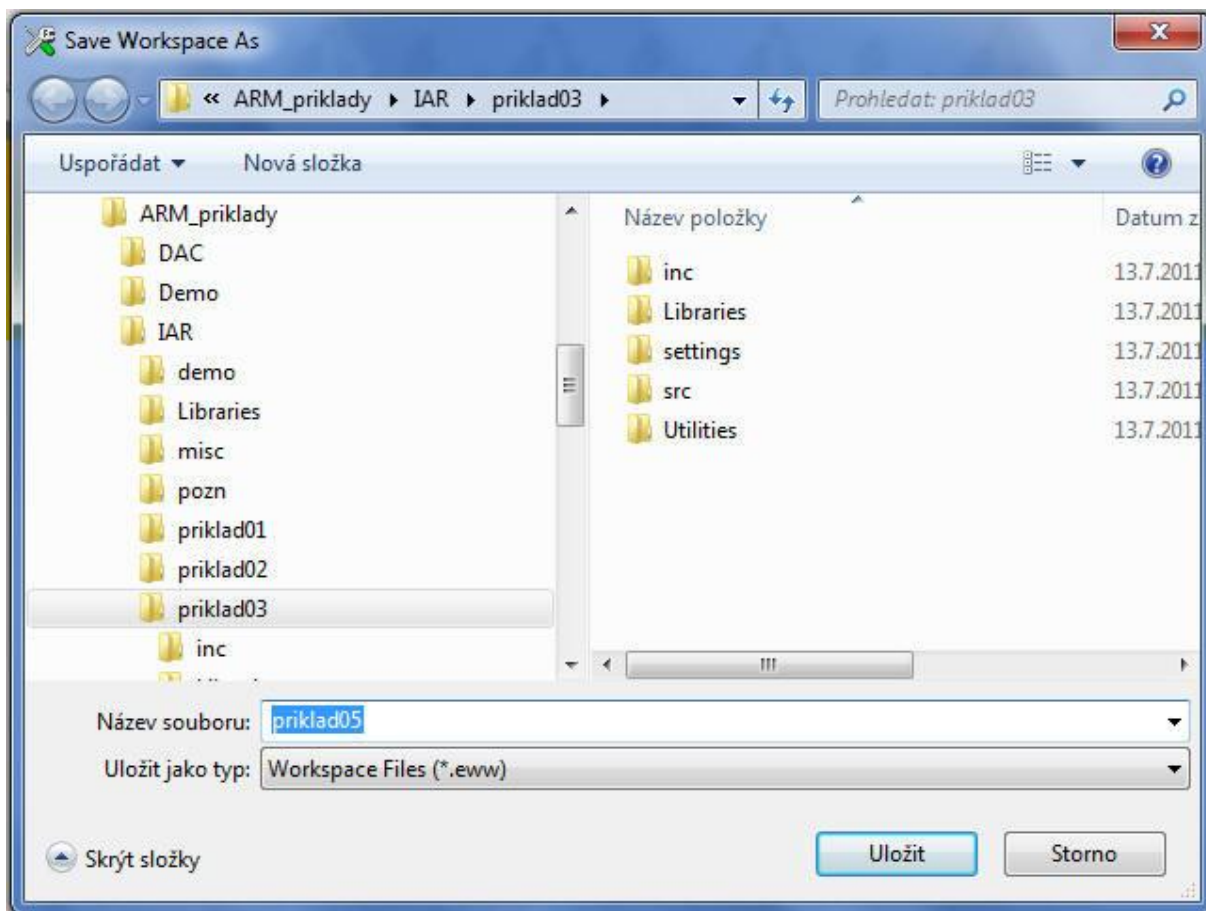 Save Workspace As
« ARM_priklady ▸ IAR ▸ priklad03 ▸
Prohledat: priklad03
Uspořádat
Nová složka
ARM_priklady
DAC
Demo
IAR
demo
Libraries
misc
pozn
priklad01
priklad02
priklad03
inc
Název položky
Datum z
inc 13.7.2011
Libraries 13.7.2011
settings 13.7.2011
src 13.7.2011
Utilities 13.7.2011
Název souboru: priklad05
Uložit jako typ: Workspace Files (*.eww)
Skrýt složky
Uložit
Storno